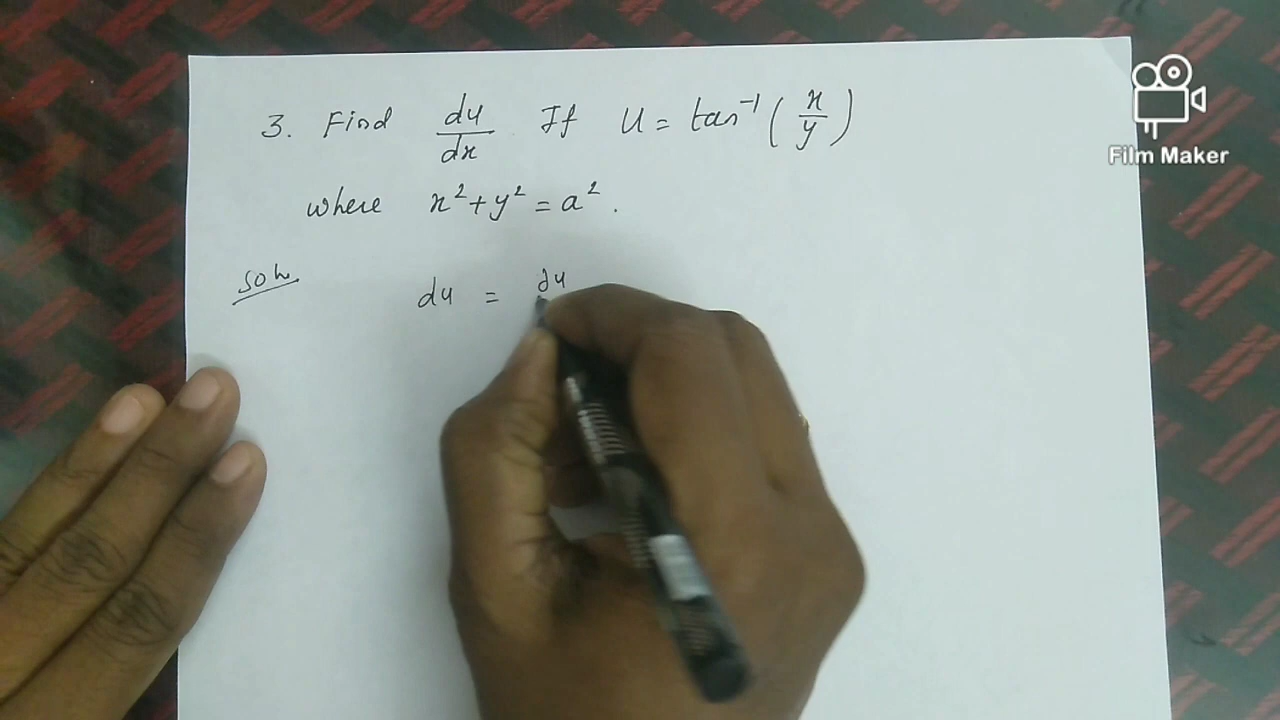 3. Find du/dx If u = tan⁻¹(x/y)
where x² + y² = a².
Soln
du = ∂u
Film Maker